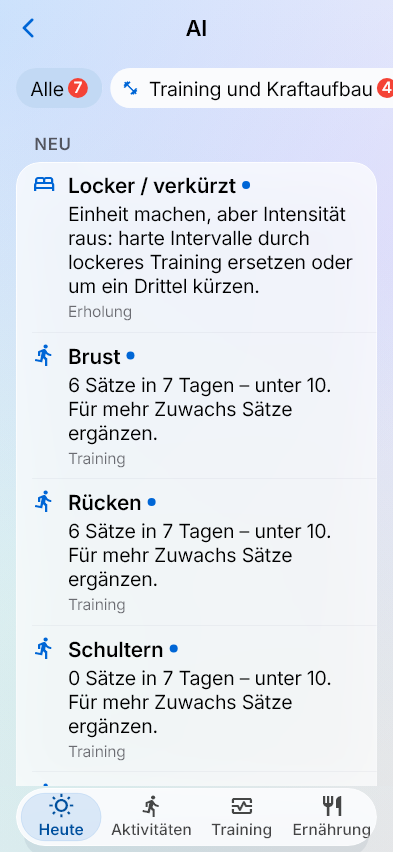 AI
Alle 7
Training und Kraftaufbau 4
NEU
Locker / verkürzt
Einheit machen, aber Intensität
raus: harte Intervalle durch
lockeres Training ersetzen oder
um ein Drittel kürzen.
Erholung
Brust
6 Sätze in 7 Tagen – unter 10.
Für mehr Zuwachs Sätze
ergänzen.
Training
Rücken
6 Sätze in 7 Tagen – unter 10.
Für mehr Zuwachs Sätze
ergänzen.
Training
Schultern
0 Sätze in 7 Tagen – unter 10.
Für mehr Zuwachs Sätze
ergänzen.
Training
Heute
Aktivitäten
Training
Ernährung